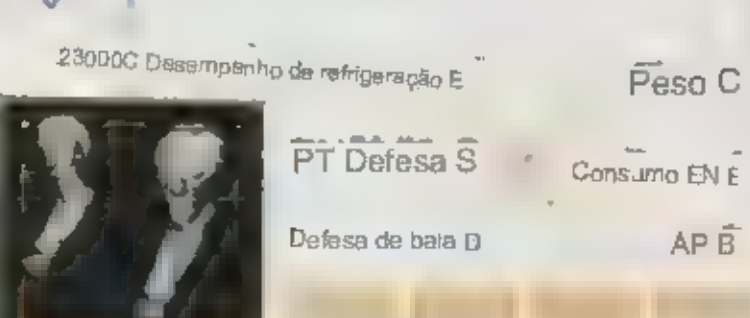 23000C Desempenho de refrigeração E
Peso C
PT Defesa S
Consumo EN E
Defesa de bala D
AP B